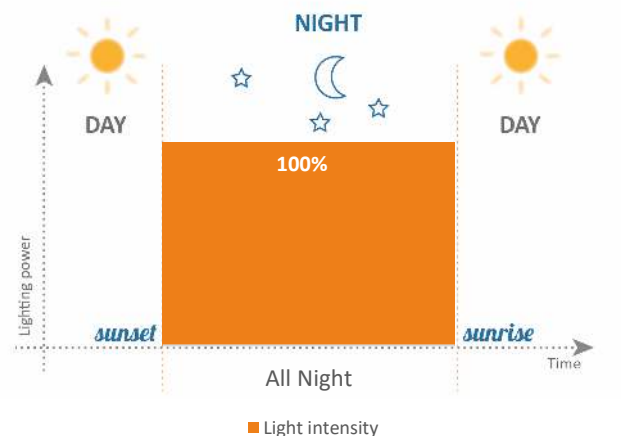 NIGHT
DAY
DAY
100%
Lighting power
sunset
sunrise
Time
All Night
Light intensity